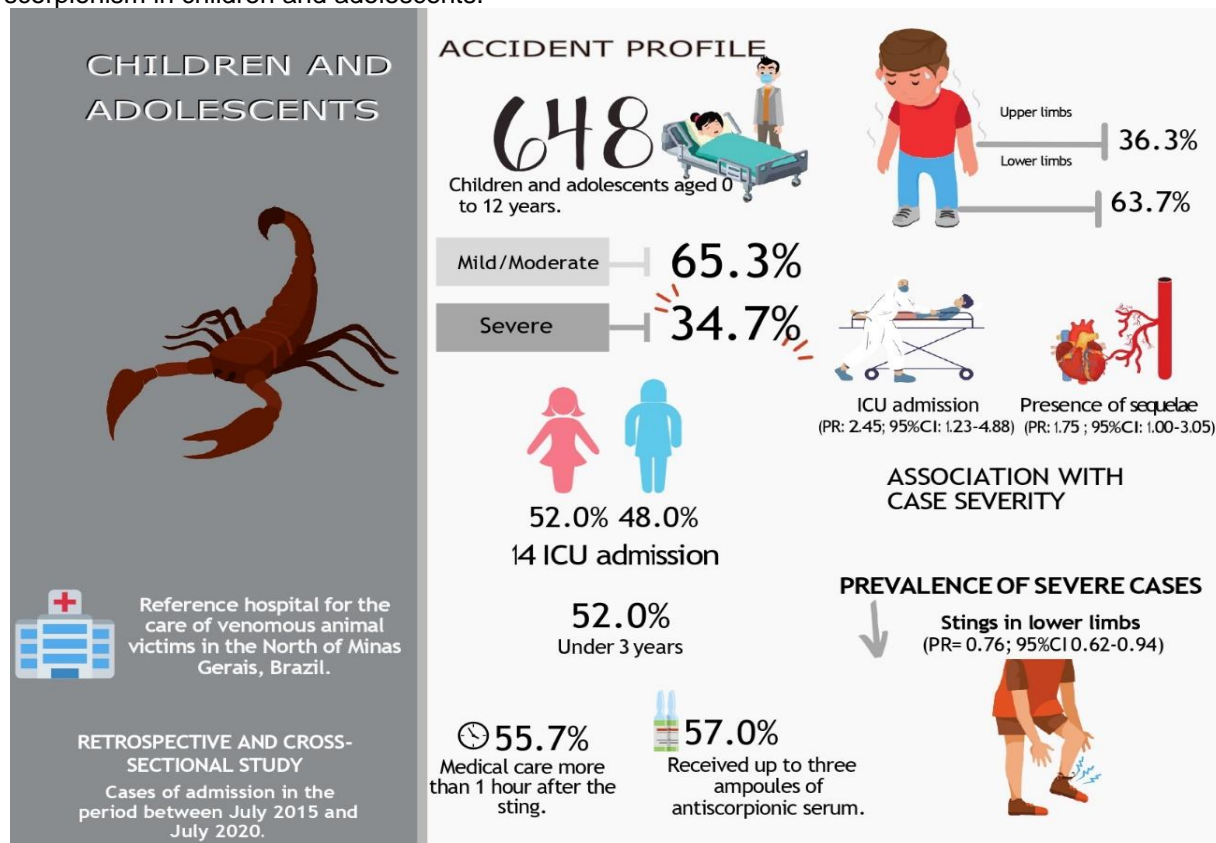 scorpionism in children and adolescents.
CHILDREN AND
ADOLESCENTS
Reference hospital for the
care of venomous animal
victims in the North of Minas
Gerais, Brazil.
RETROSPECTIVE AND CROSS-
SECTIONAL STUDY
Cases of admission in the
period between July 2015 and
July 2020.
ACCIDENT PROFILE
648
Children and adolescents aged 0
to 12 years.
Mild/Moderate 65.3%
Severe 34.7%
52.0% 48.0%
14 ICU admission
52.0%
Under 3 years
55.7%
Medical care more
than 1 hour after the
sting.
57.0%
Received up to three
ampoules of
antiscorpionic serum.
Upper limbs
36.3%
Lower limbs
63.7%
ICU admission
(PR: 2.45; 95%CI: 1.23-4.88)
Presence of sequelae
(PR: 1.75 ; 95%CI: 1.00-3.05)
ASSOCIATION WITH
CASE SEVERITY
PREVALENCE OF SEVERE CASES
Stings in lower limbs
(PR= 0.76; 95%CI 0.62-0.94)